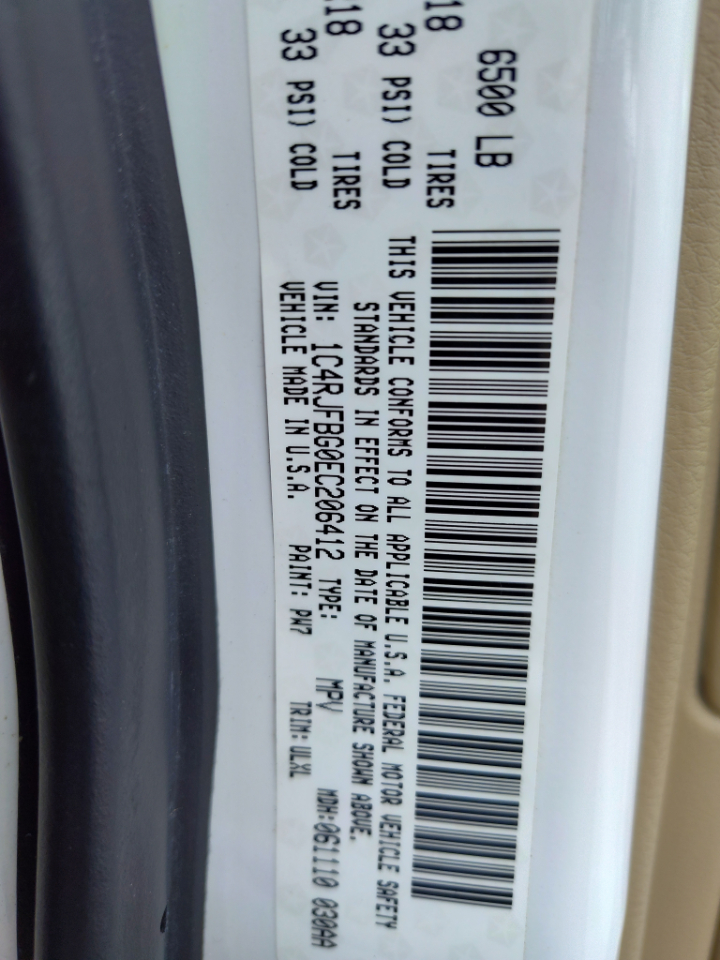 6500 LB
18 TIRES
33 PSI) COLD
18 TIRES
33 PSI) COLD
THIS VEHICLE CONFORMS TO ALL APPLICABLE U.S.A. FEDERAL MOTOR VEHICLE SAFETY
STANDARDS IN EFFECT ON THE DATE OF MANUFACTURE SHOWN ABOVE.
VIN: 1C4RJFBG0EC206412 TYPE: MPV MDH: 061110 030AA
VEHICLE MADE IN U.S.A. PAINT: PW7 TRIM: ULXL